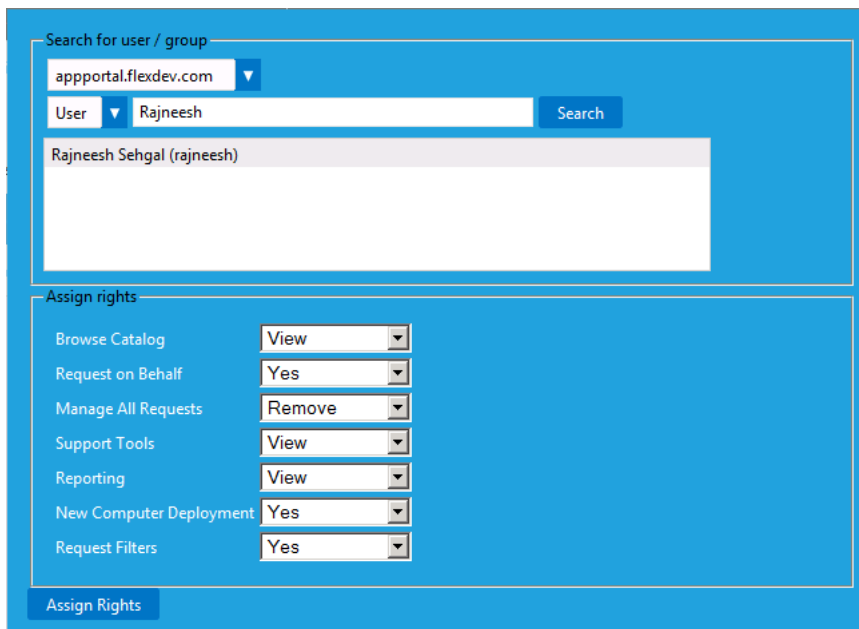 Search for user / group
appportal.flexdev.com
User Rajneesh Search
Rajneesh Sehgal (rajneesh)
Assign rights
Browse Catalog View
Request on Behalf Yes
Manage All Requests Remove
Support Tools View
Reporting View
New Computer Deployment Yes
Request Filters Yes
Assign Rights